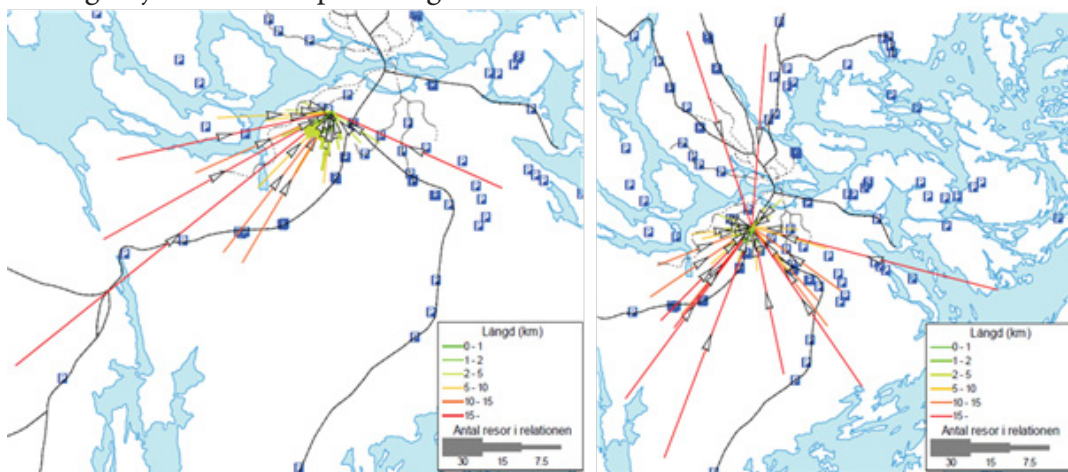 Längd (km)
0 - 1
1 - 2
2 - 5
5 - 10
10 - 15
15 -
Antal resor i relationen
30 15 7.5
Längd (km)
0 - 1
1 - 2
2 - 5
5 - 10
10 - 15
15 -
Antal resor i relationen
30 15 7.5